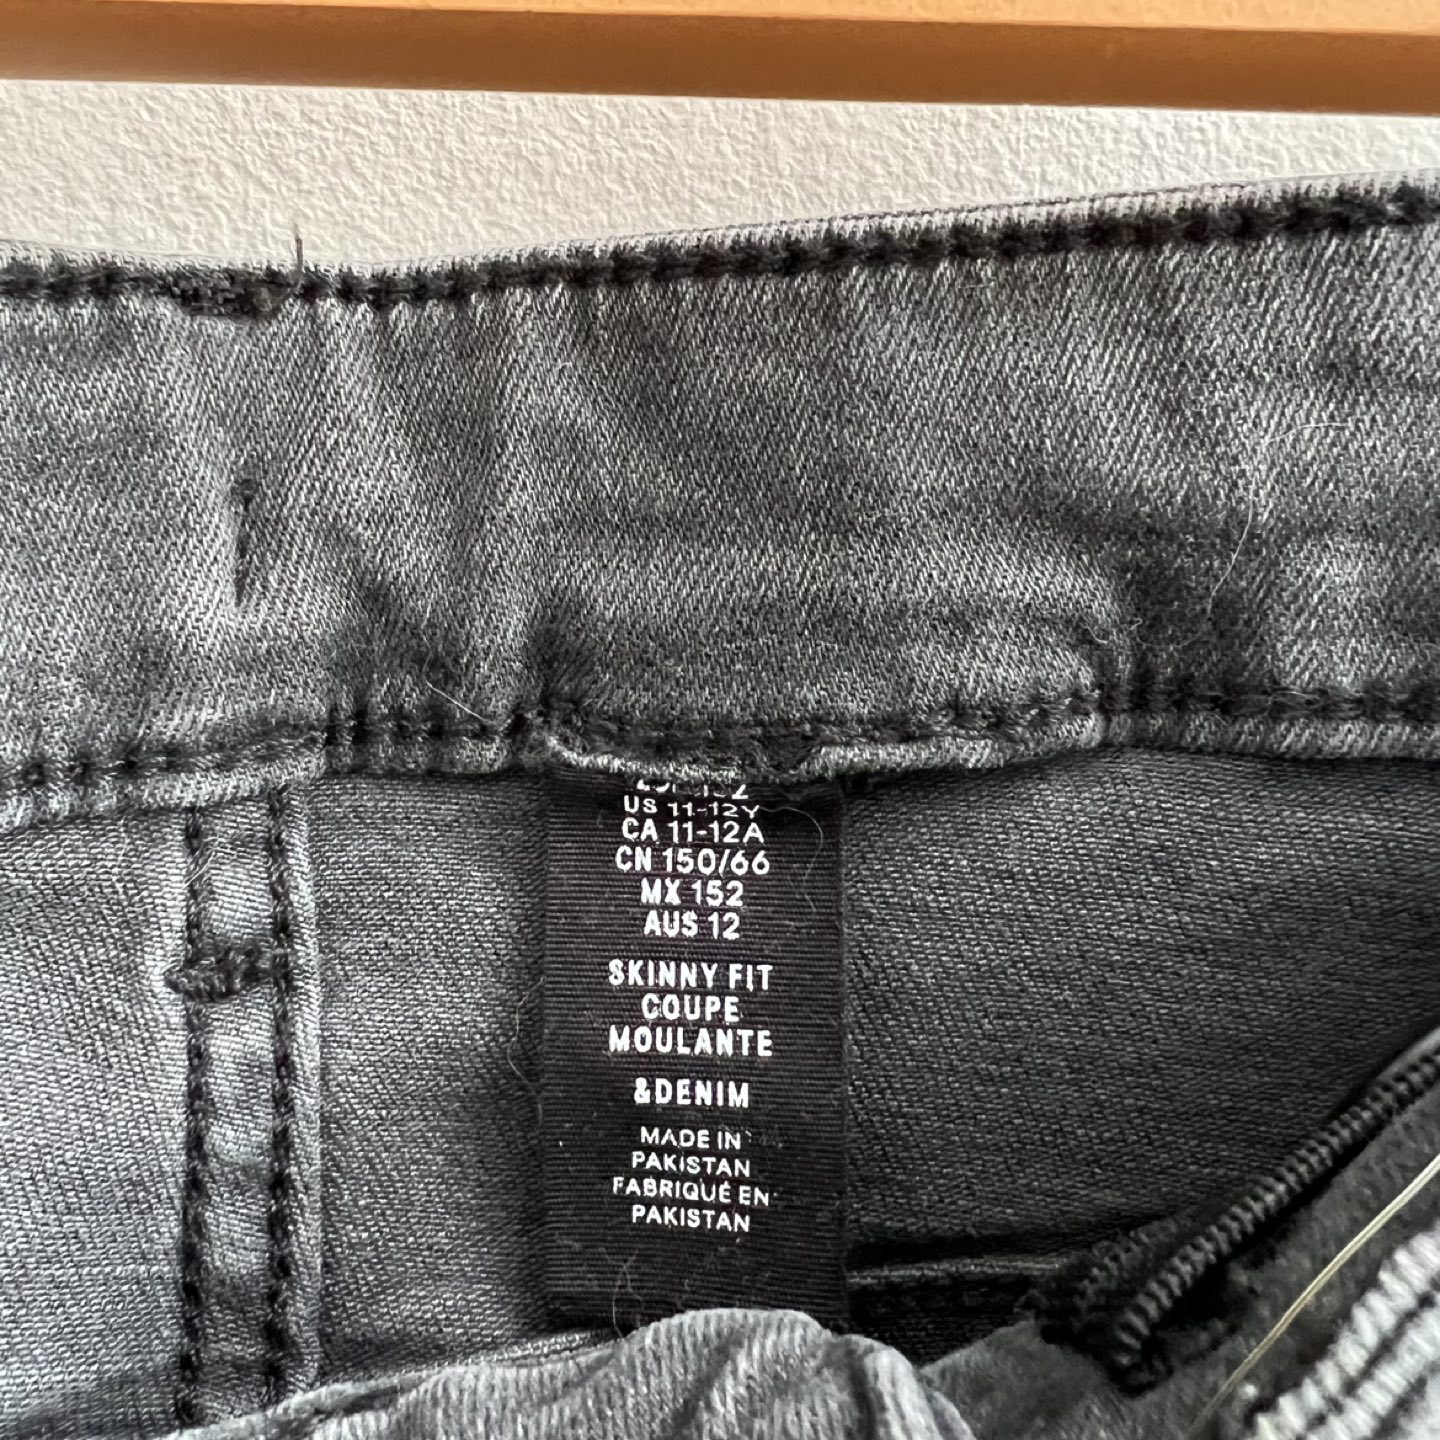 US 11-12Y
CA 11-12A
CN 150/66
MX 152
AUS 12
SKINNY FIT
COUPE
MOULANTE
&DENIM
MADE IN
PAKISTAN
FABRIQUÉ EN
PAKISTAN